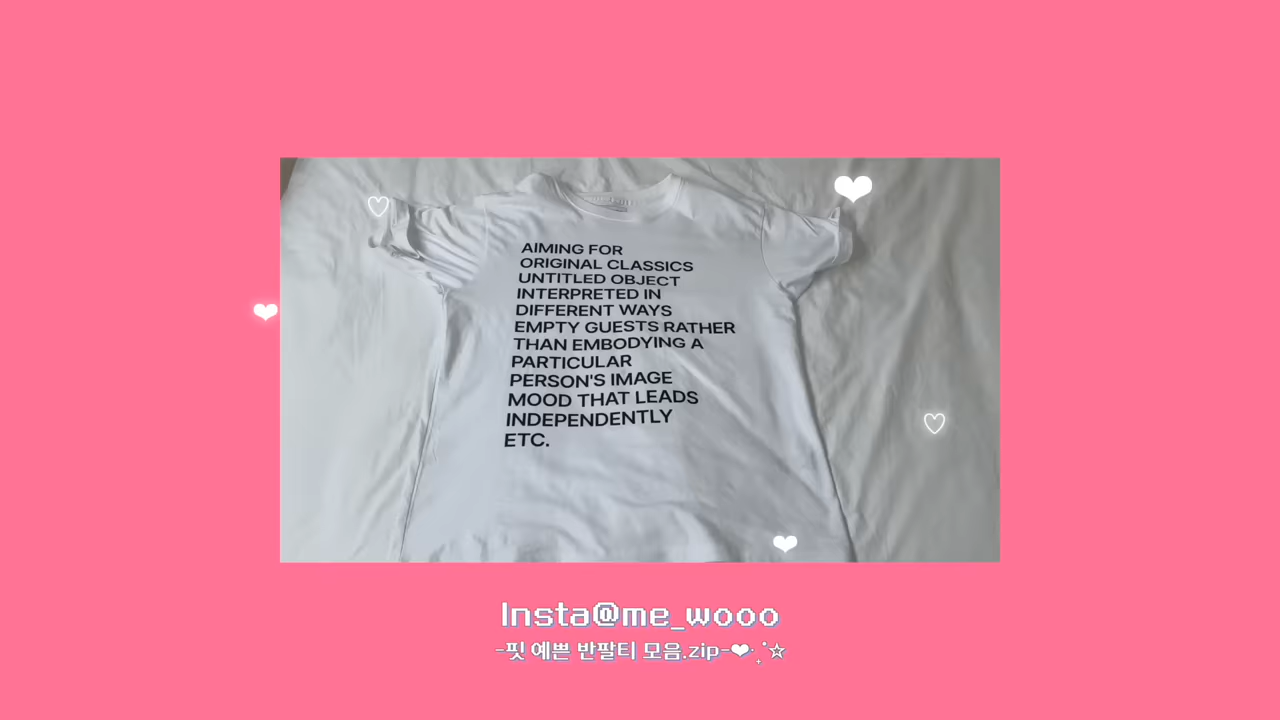 AIMING FOR
ORIGINAL CLASSICS
UNTITLED OBJECT
INTERPRETED IN
DIFFERENT WAYS
EMPTY GUESTS RATHER
THAN EMBODYING A
PARTICULAR
PERSON'S IMAGE
MOOD THAT LEADS
INDEPENDENTLY
ETC.
Insta@me_wooo
-핏 예쁜 반팔티 모음.zip-❤·̩͙˚☆